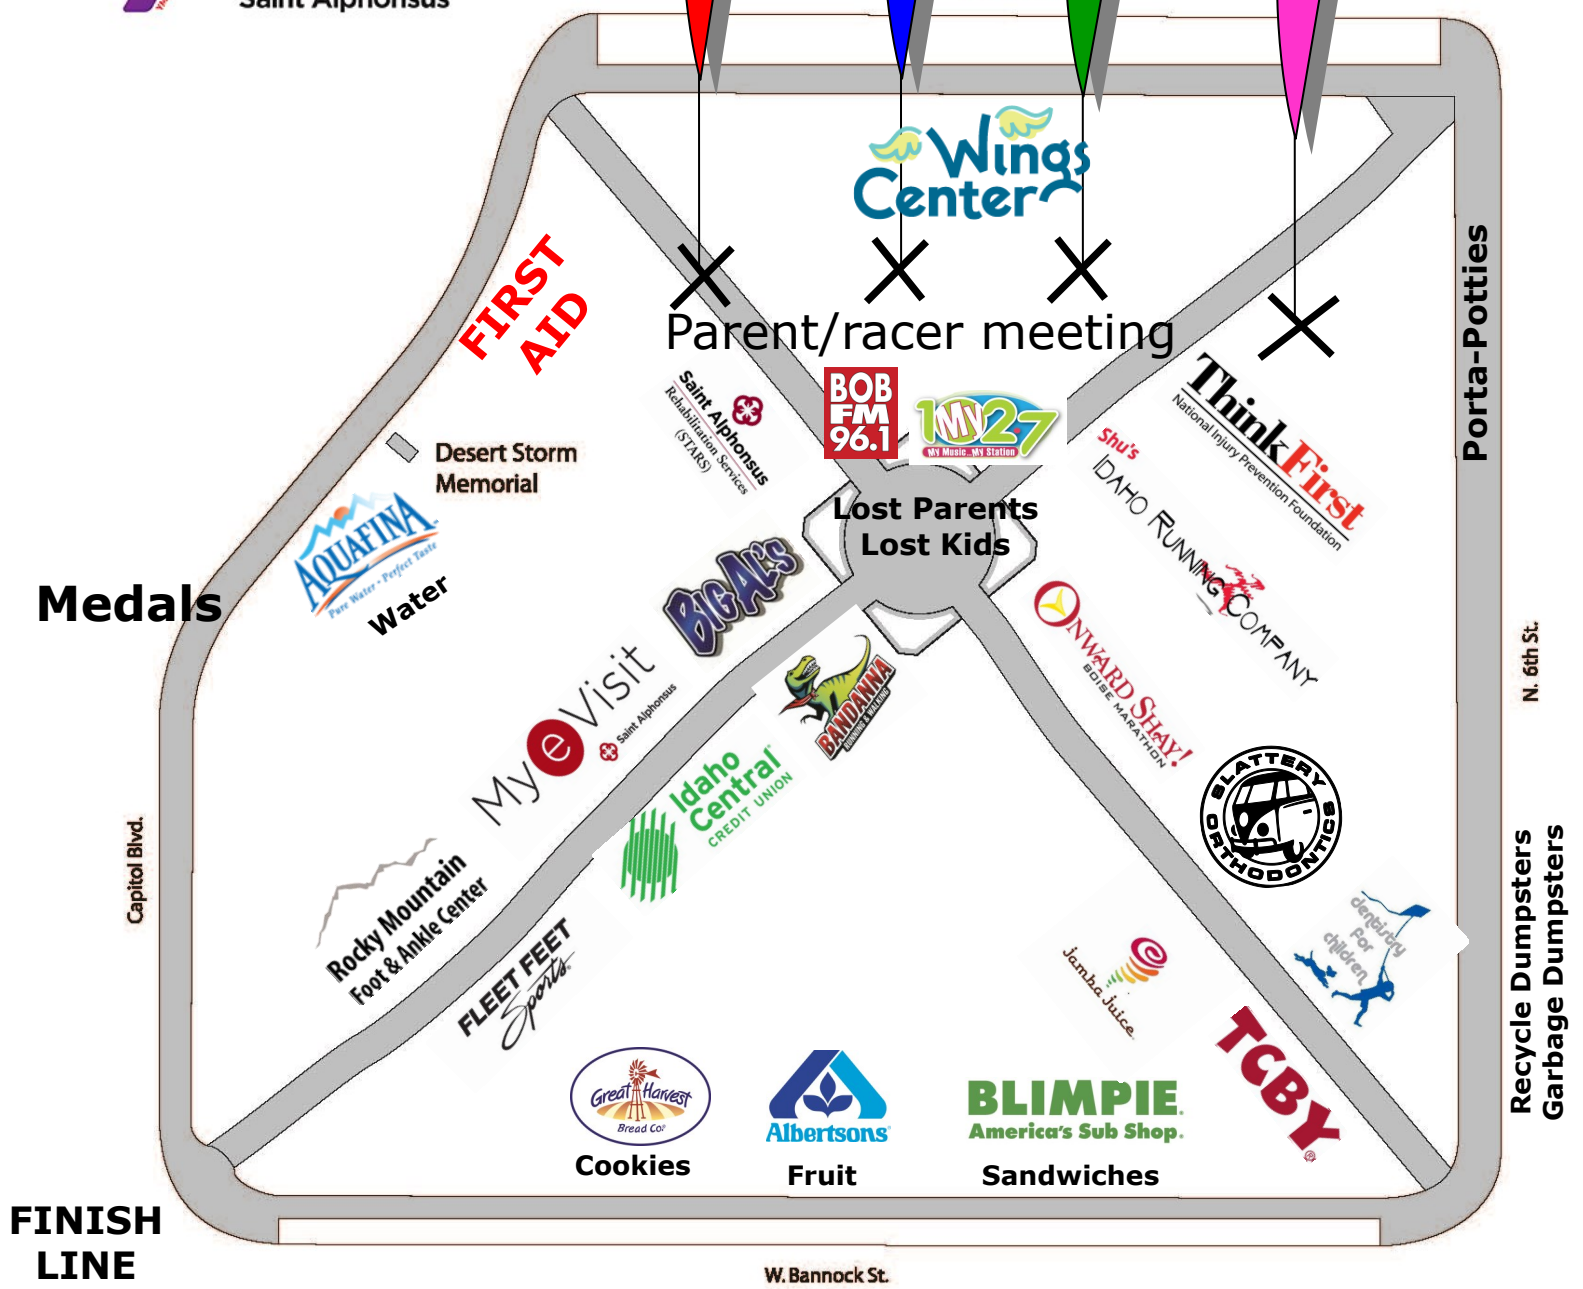 Saint Alphonsus
Wings
Center
FIRST
AID
Parent/racer meeting
Porta-Potties
BOB
FM
96.1
1My2.7
My Music...My Station
Saint Alphonsus
Rehabilitation Services
(STARS)
ThinkFirst
National Injury Prevention Foundation
Shu's
IDAHO RUNNING COMPANY
Desert Storm
Memorial
AQUAFINA
Pure Water • Perfect Taste
Water
Lost Parents
Lost Kids
Medals
BIG AL'S
MyeVisit
Saint Alphonsus
BANDANNA
RUNNING & WALKING
ONWARD SHAY!
BOISE MARATHON
N. 6th St.
Idaho
Central
CREDIT UNION
SLATTERY
ORTHODONTICS
Capitol Blvd.
Rocky Mountain
Foot & Ankle Center
FLEET FEET
Sports
dentistry
for
children
jamba juice
Recycle Dumpsters
Garbage Dumpsters
TCBY
Great Harvest
Bread Co.
Cookies
Albertsons
Fruit
BLIMPIE
America's Sub Shop.
Sandwiches
FINISH
LINE
W. Bannock St.